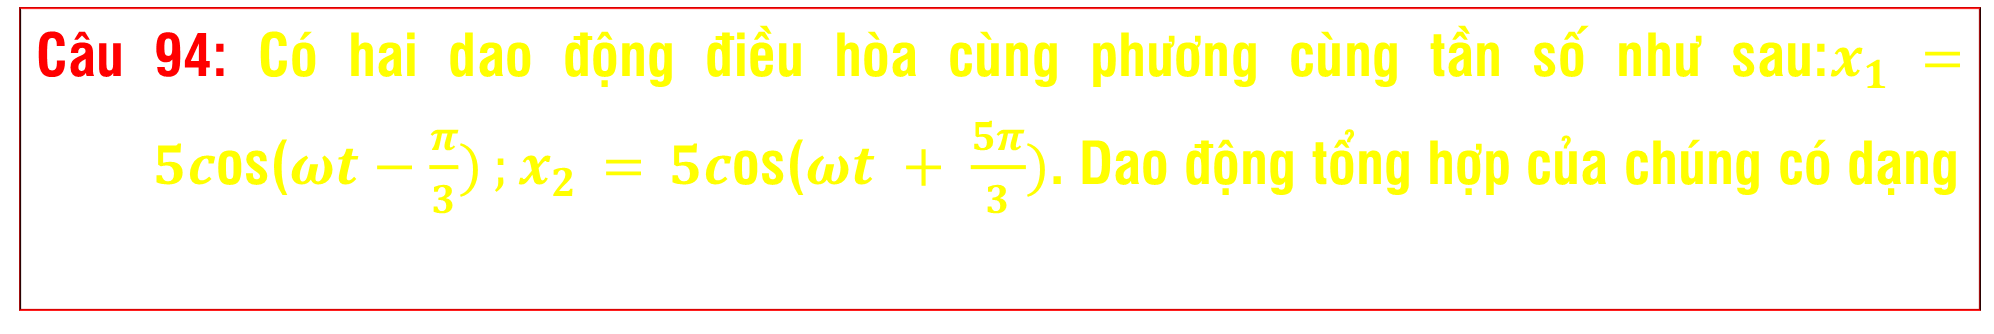 Câu 94: Có hai dao động điều hòa cùng phương cùng tần số như sau:x₁ =
5cos(ωt − π/3) ; x₂ = 5cos(ωt + 5π/3). Dao động tổng hợp của chúng có dạng